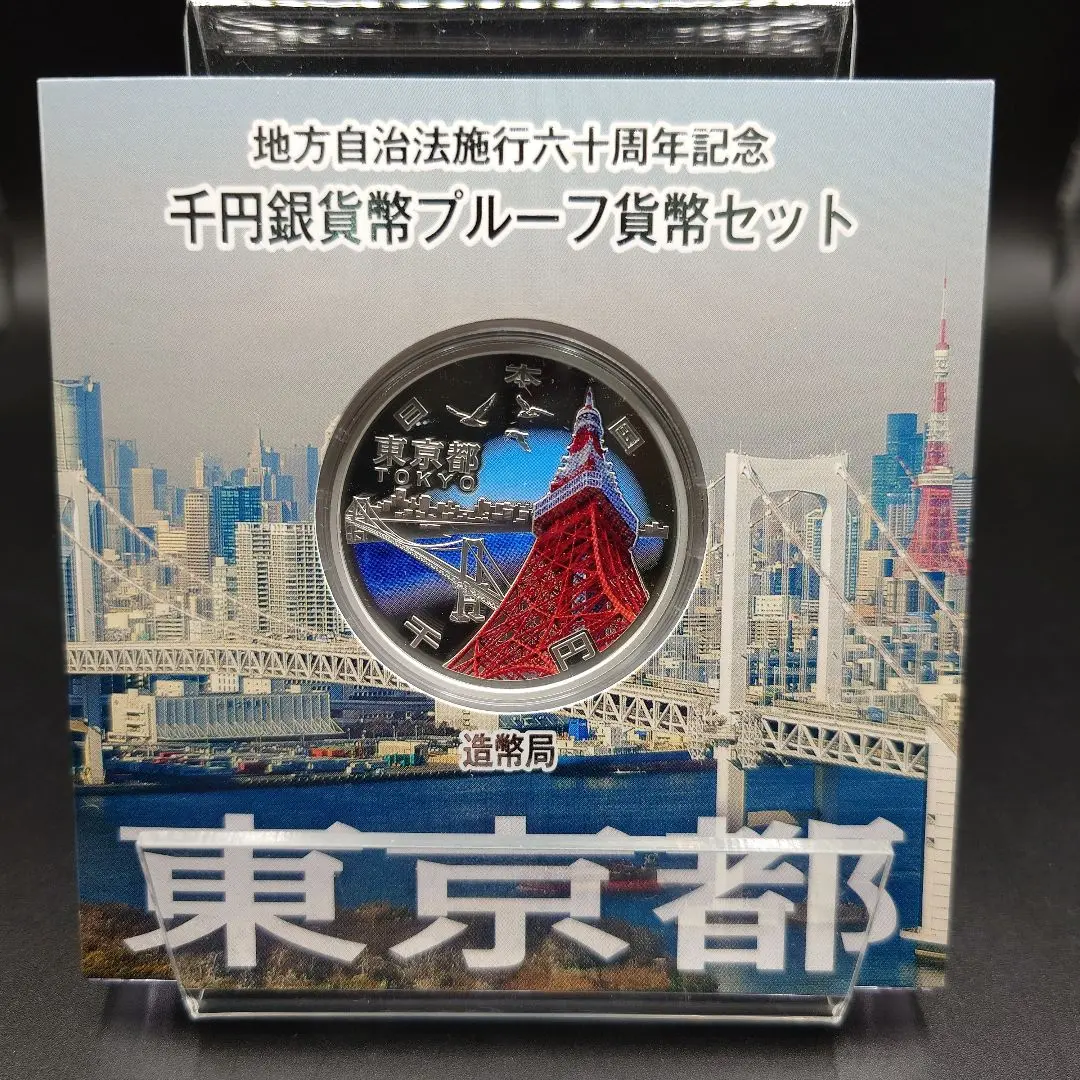 地方自治法施行六十周年記念
千円銀貨幣プルーフ貨幣セット
日本国
東京都
TOKYO
千円
造幣局
東京都